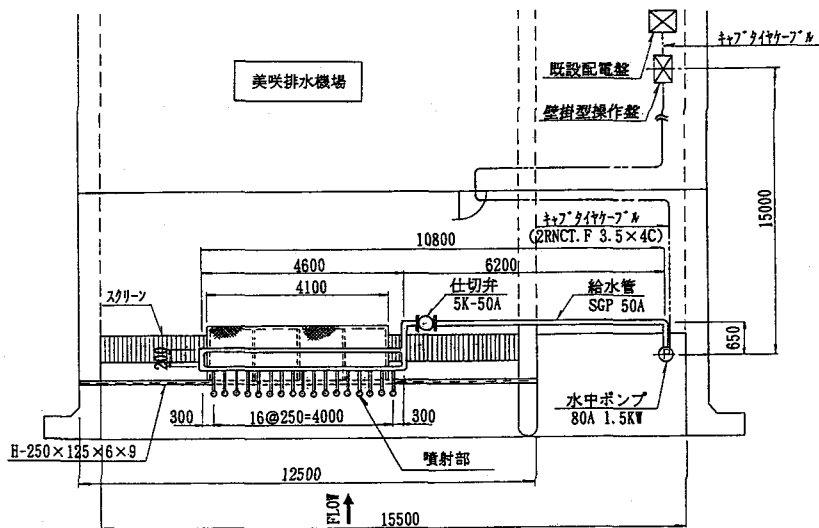 キャブタイヤケーブル
既設配電盤
美咲排水機場
壁掛型操作盤
15000
キャブタイヤケーブル
(2RNCT.F 3.5×4C)
10800
4600
6200
4100
仕切弁
5K-50A
給水管
SGP 50A
スクリーン
650
200
水中ポンプ
80A 1.5KW
300
16@250=4000
300
H-250×125×6×9
噴射部
12500
FLOW
15500